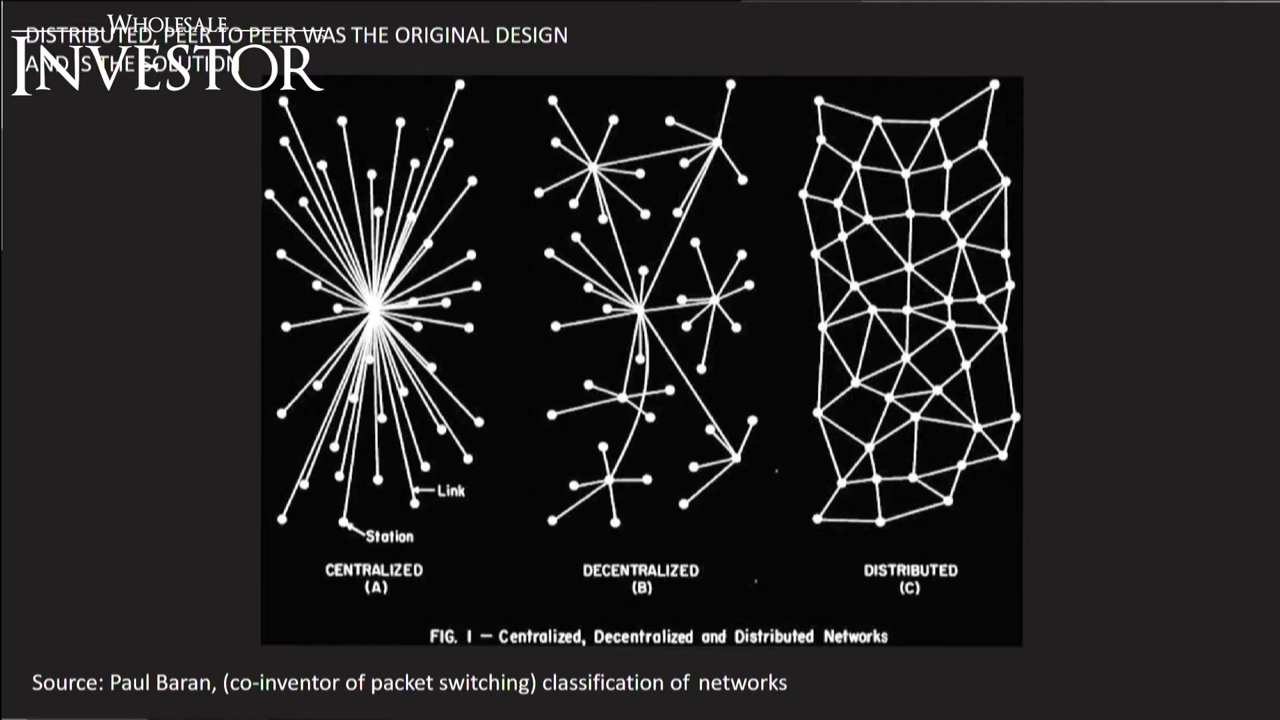 WHOLESALE
INVESTOR
DISTRIBUTED, PEER TO PEER WAS THE ORIGINAL DESIGN
AND IS THE SOLUTION
Link
Station
CENTRALIZED
(A)
DECENTRALIZED
(B)
DISTRIBUTED
(C)
FIG. I — Centralized, Decentralized and Distributed Networks
Source: Paul Baran, (co-inventor of packet switching) classification of networks